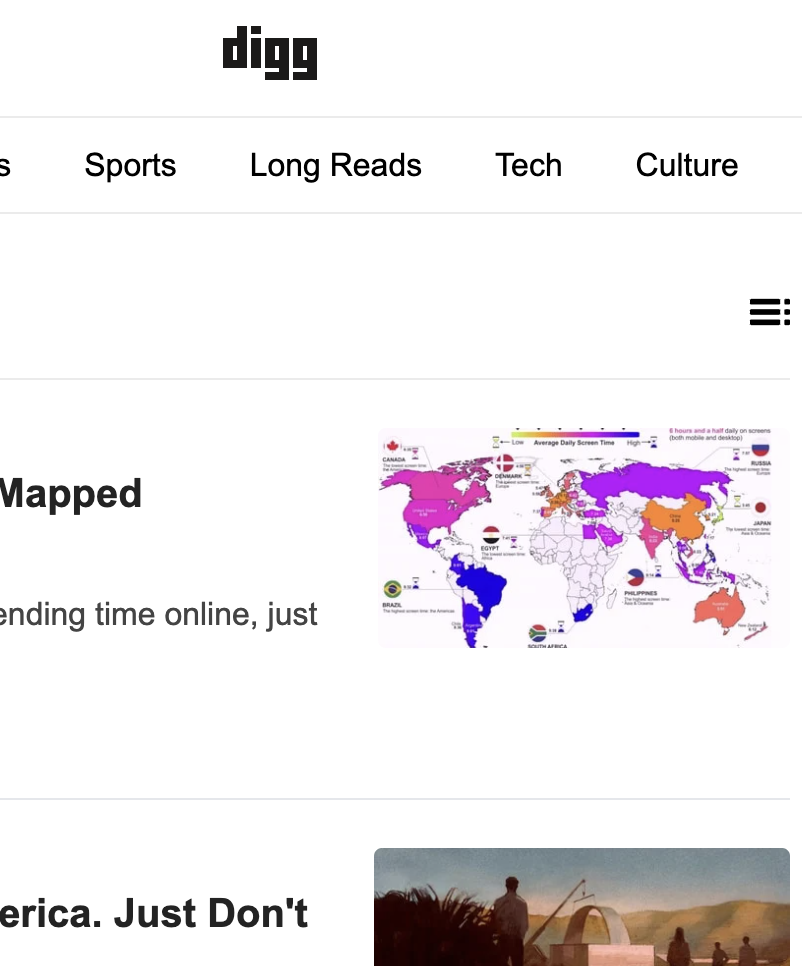 digg
s
Sports
Long Reads
Tech
Culture
6 hours and a half daily on screens
(both mobile and desktop)
Low
Average Daily Screen Time
High
CANADA
RUSSIA
DENMARK
JAPAN
EGYPT
Mapped
BRAZIL
PHILIPPINES
ending time online, just
SOUTH AFRICA
erica. Just Don't